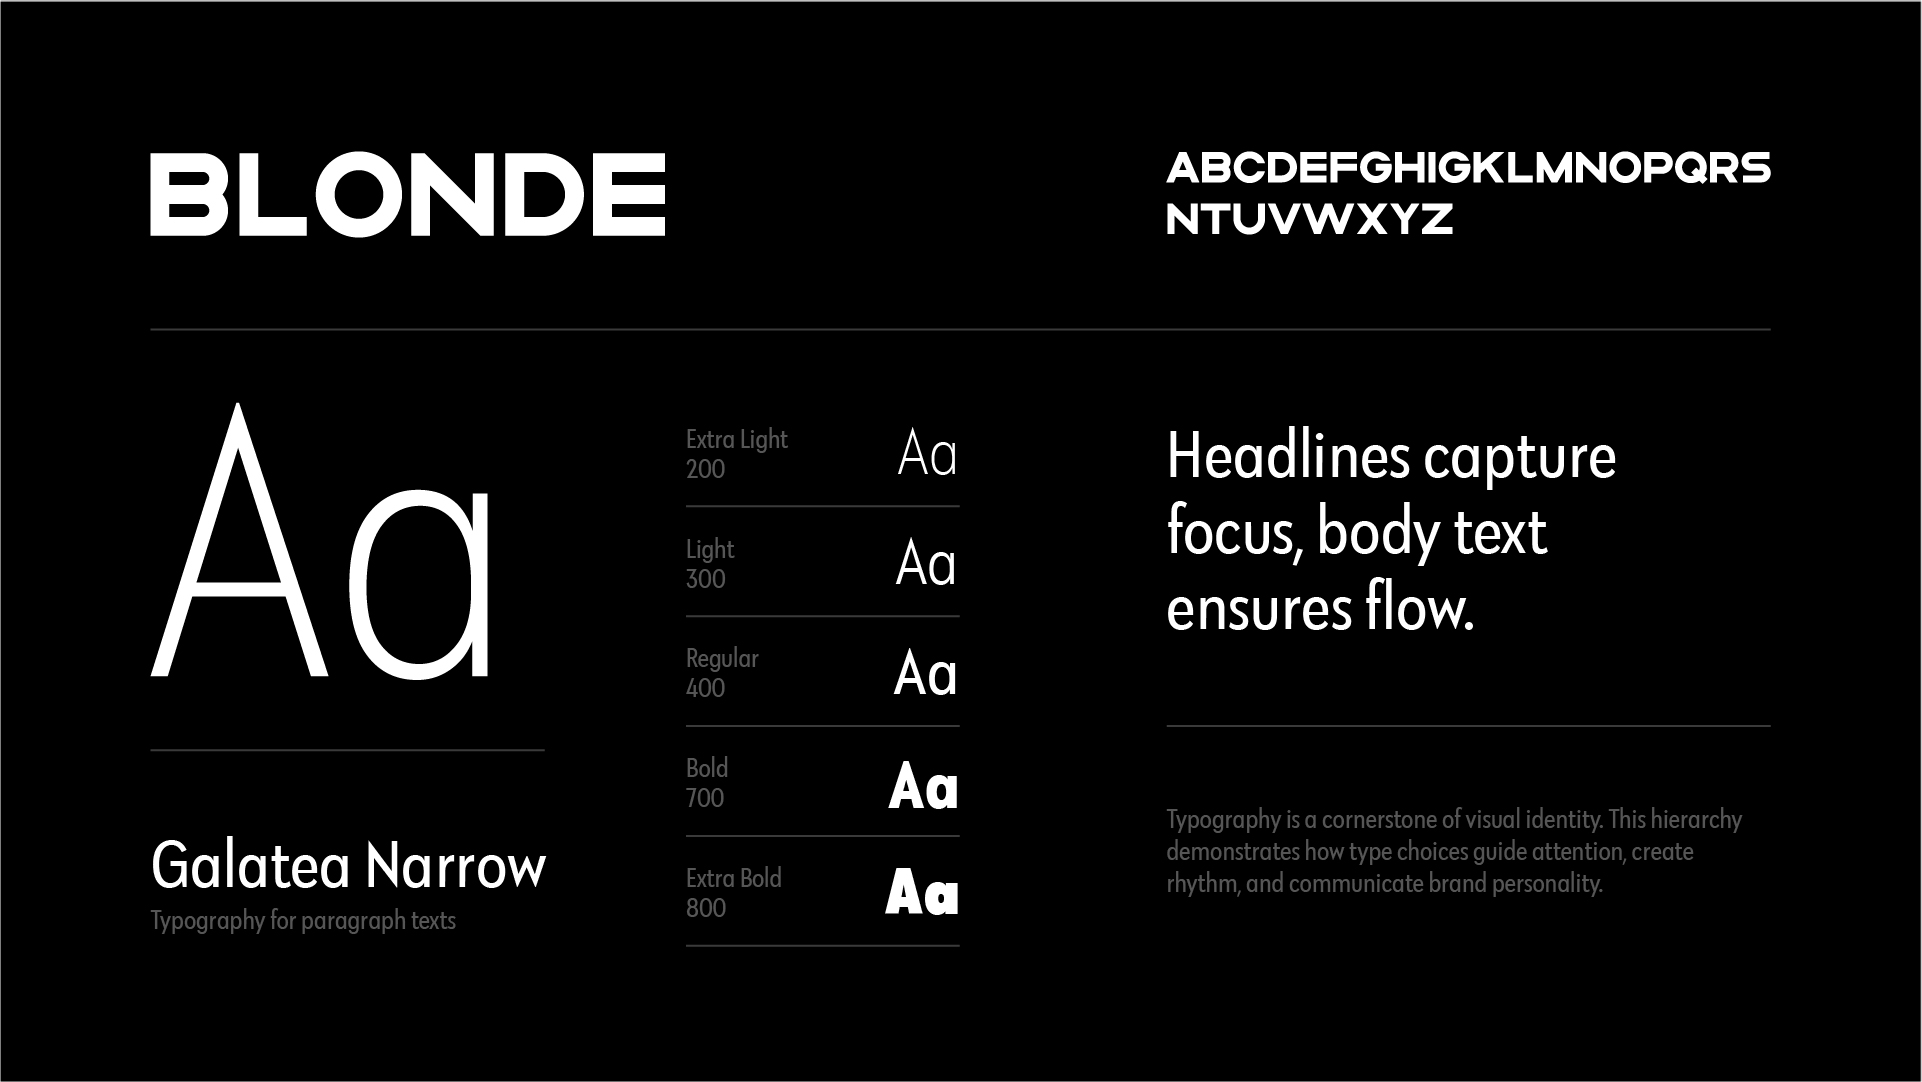 BLONDE
ABCDEFGHIGKLMNOPQRS
NTUVWXYZ
Aa
Galatea Narrow
Typography for paragraph texts
Extra Light
200
Aa
Light
300
Aa
Regular
400
Aa
Bold
700
Aa
Extra Bold
800
Aa
Headlines capture
focus, body text
ensures flow.
Typography is a cornerstone of visual identity. This hierarchy
demonstrates how type choices guide attention, create
rhythm, and communicate brand personality.